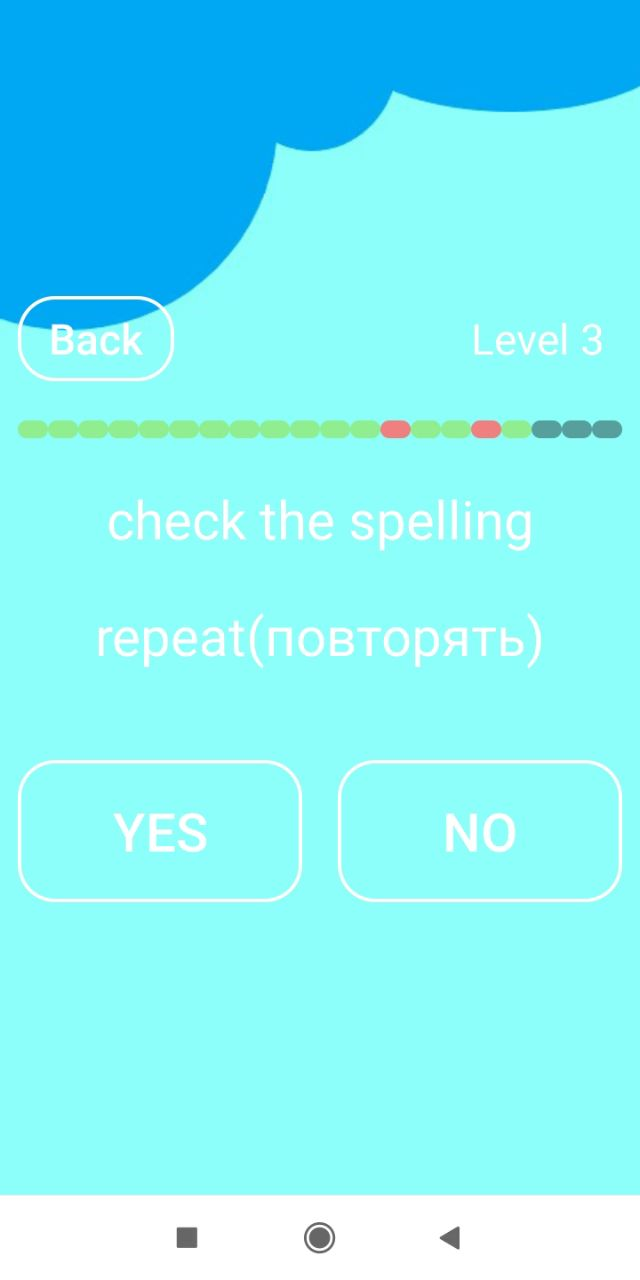 Back
Level 3
check the spelling
repeat(повторять)
YES
NO